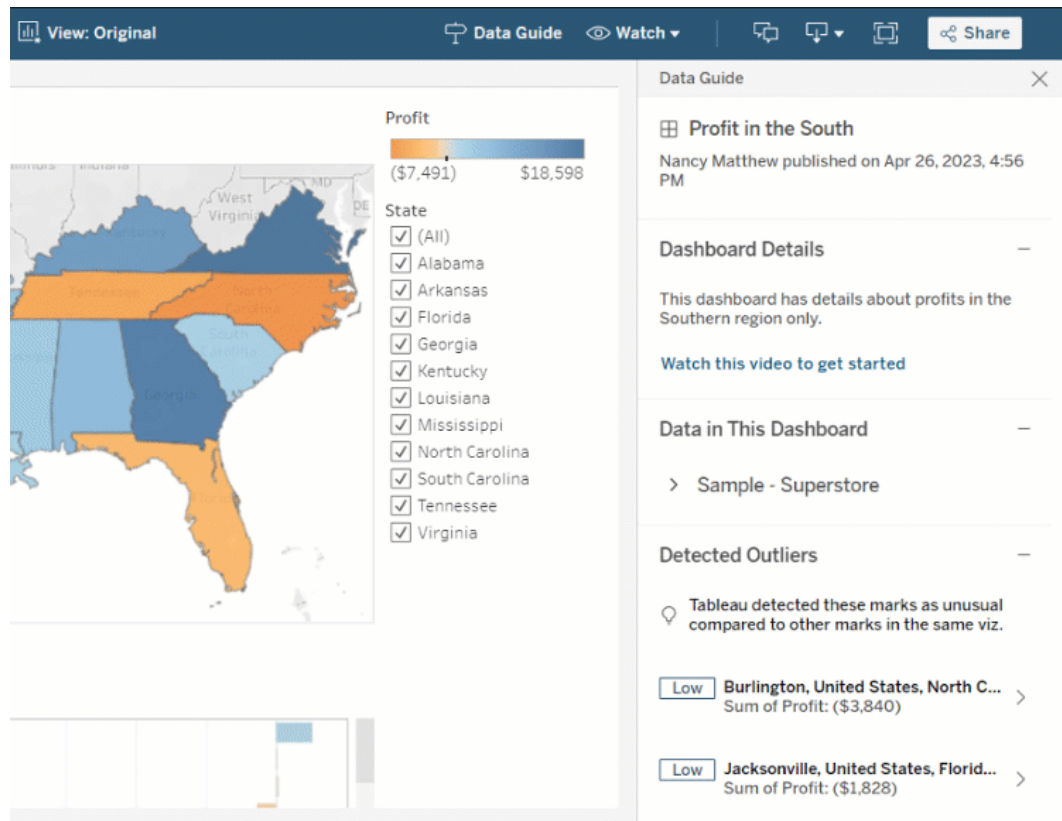 View: Original
Data Guide
Watch
Share
Data Guide
Profit in the South
Nancy Matthew published on Apr 26, 2023, 4:56
PM
Dashboard Details
This dashboard has details about profits in the
Southern region only.
Watch this video to get started
Data in This Dashboard
Sample - Superstore
Detected Outliers
Tableau detected these marks as unusual
compared to other marks in the same viz.
Low
Burlington, United States, North C...
Sum of Profit: ($3,840)
Low
Jacksonville, United States, Florid...
Sum of Profit: ($1,828)
Profit
($7,491)
$18,598
State
(All)
Alabama
Arkansas
Florida
Georgia
Kentucky
Louisiana
Mississippi
North Carolina
South Carolina
Tennessee
Virginia
MD
DE
West
Virginia
Tennessee
North
Carolina
South
Carolina
Georgia
Florida